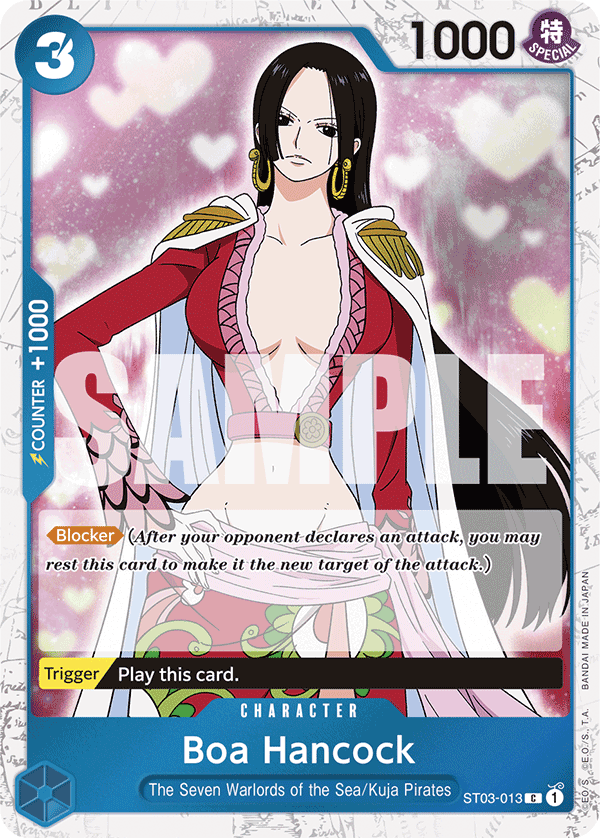 3
1000
特
SPECIAL
COUNTER +1000
SAMPLE
Blocker (After your opponent declares an attack, you may
rest this card to make it the new target of the attack.)
Trigger Play this card.
CHARACTER
Boa Hancock
The Seven Warlords of the Sea/Kuja Pirates
ST03-013 C 1
BANDAI MADE IN JAPAN